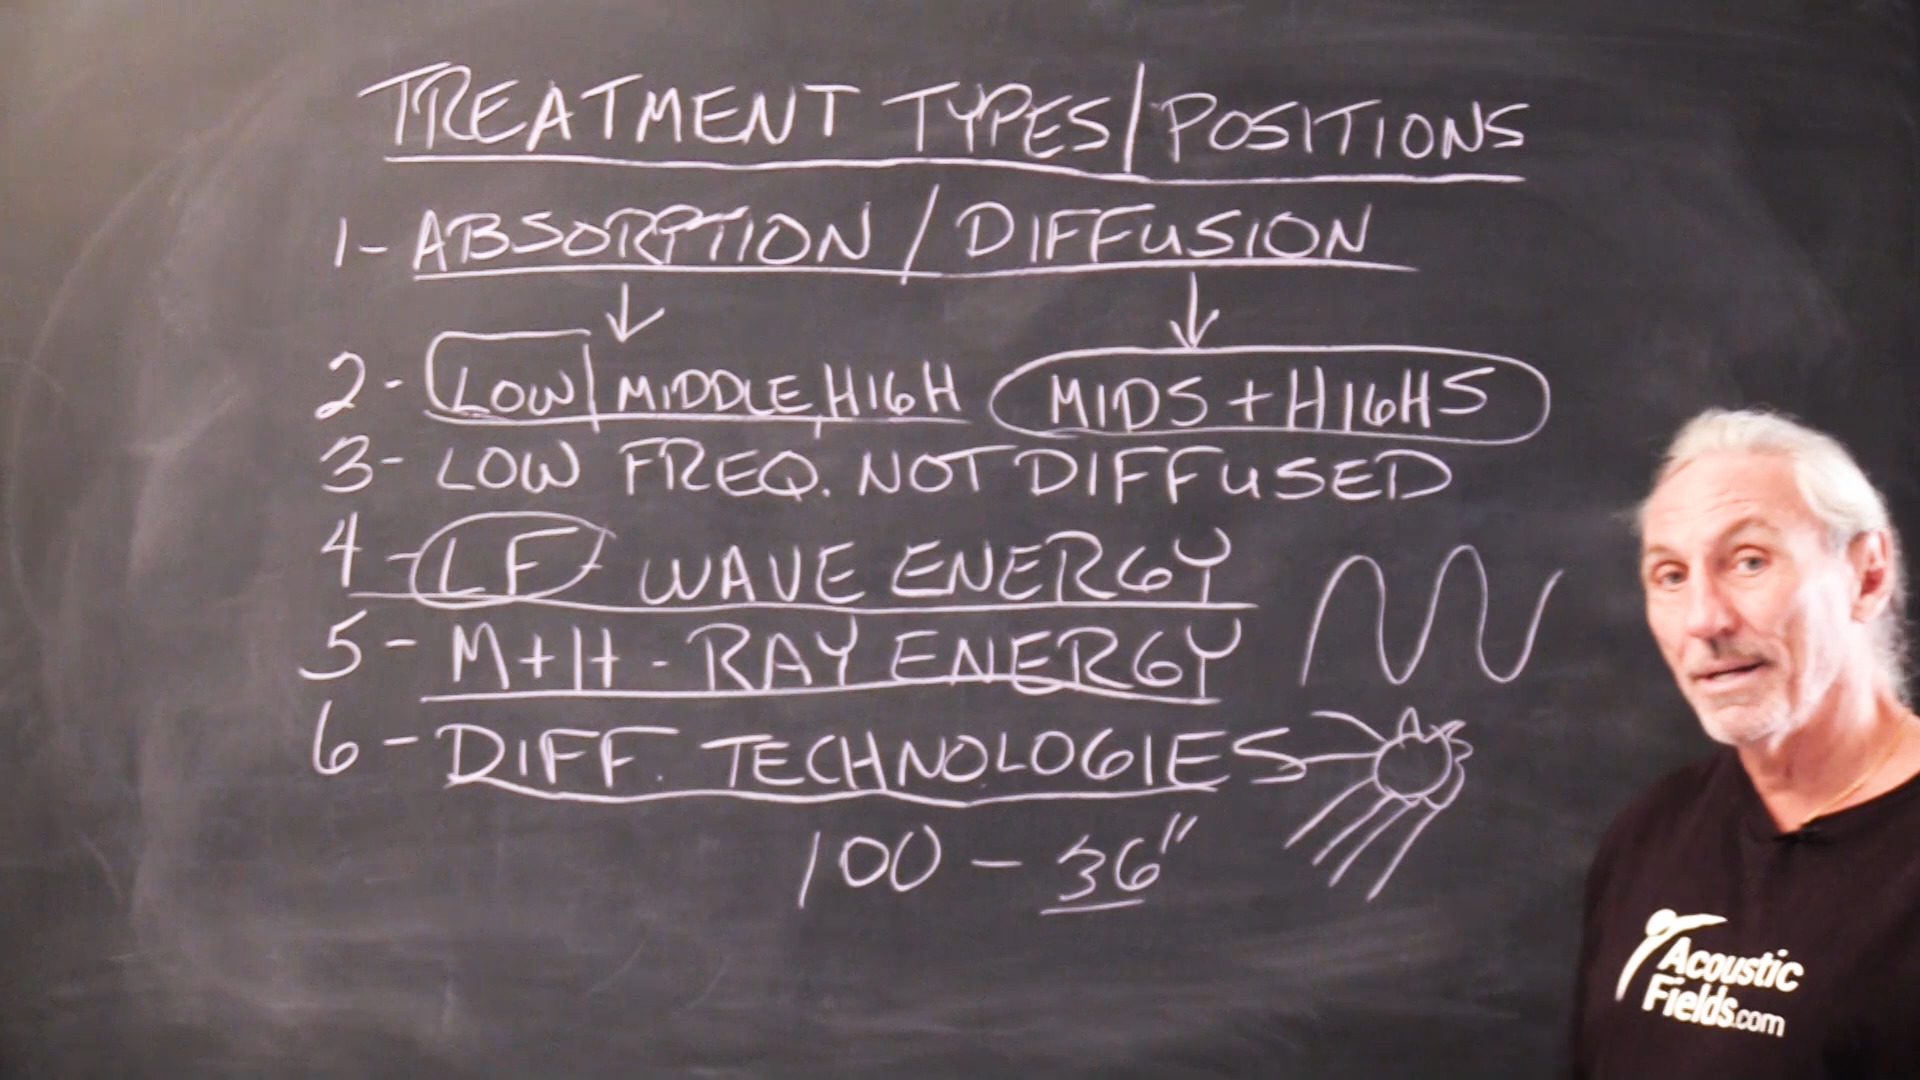 TREATMENT TYPES/POSITIONS
1- ABSORPTION / DIFFUSION
2- LOW | MIDDLE, HIGH MIDS + HIGHS
3- LOW FREQ. NOT DIFFUSED
4- LF- WAVE ENERGY
5- M+H - RAY ENERGY
6- DIFF. TECHNOLOGIES
100 - 36"
Acoustic
Fields.com